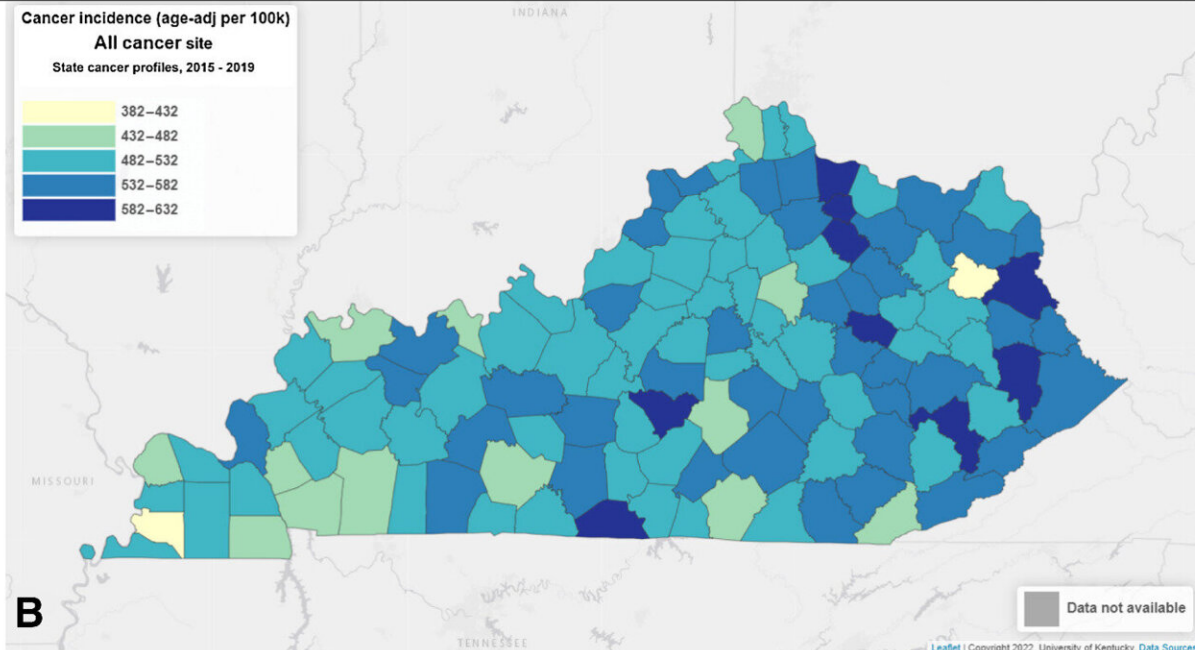 Cancer incidence (age-adj per 100k)
All cancer site
State cancer profiles, 2015 - 2019
382–432
432–482
482–532
532–582
582–632
INDIANA
MISSOURI
TENNESSEE
B
Data not available
Leaflet | Copyright 2022, University of Kentucky, Data Sources